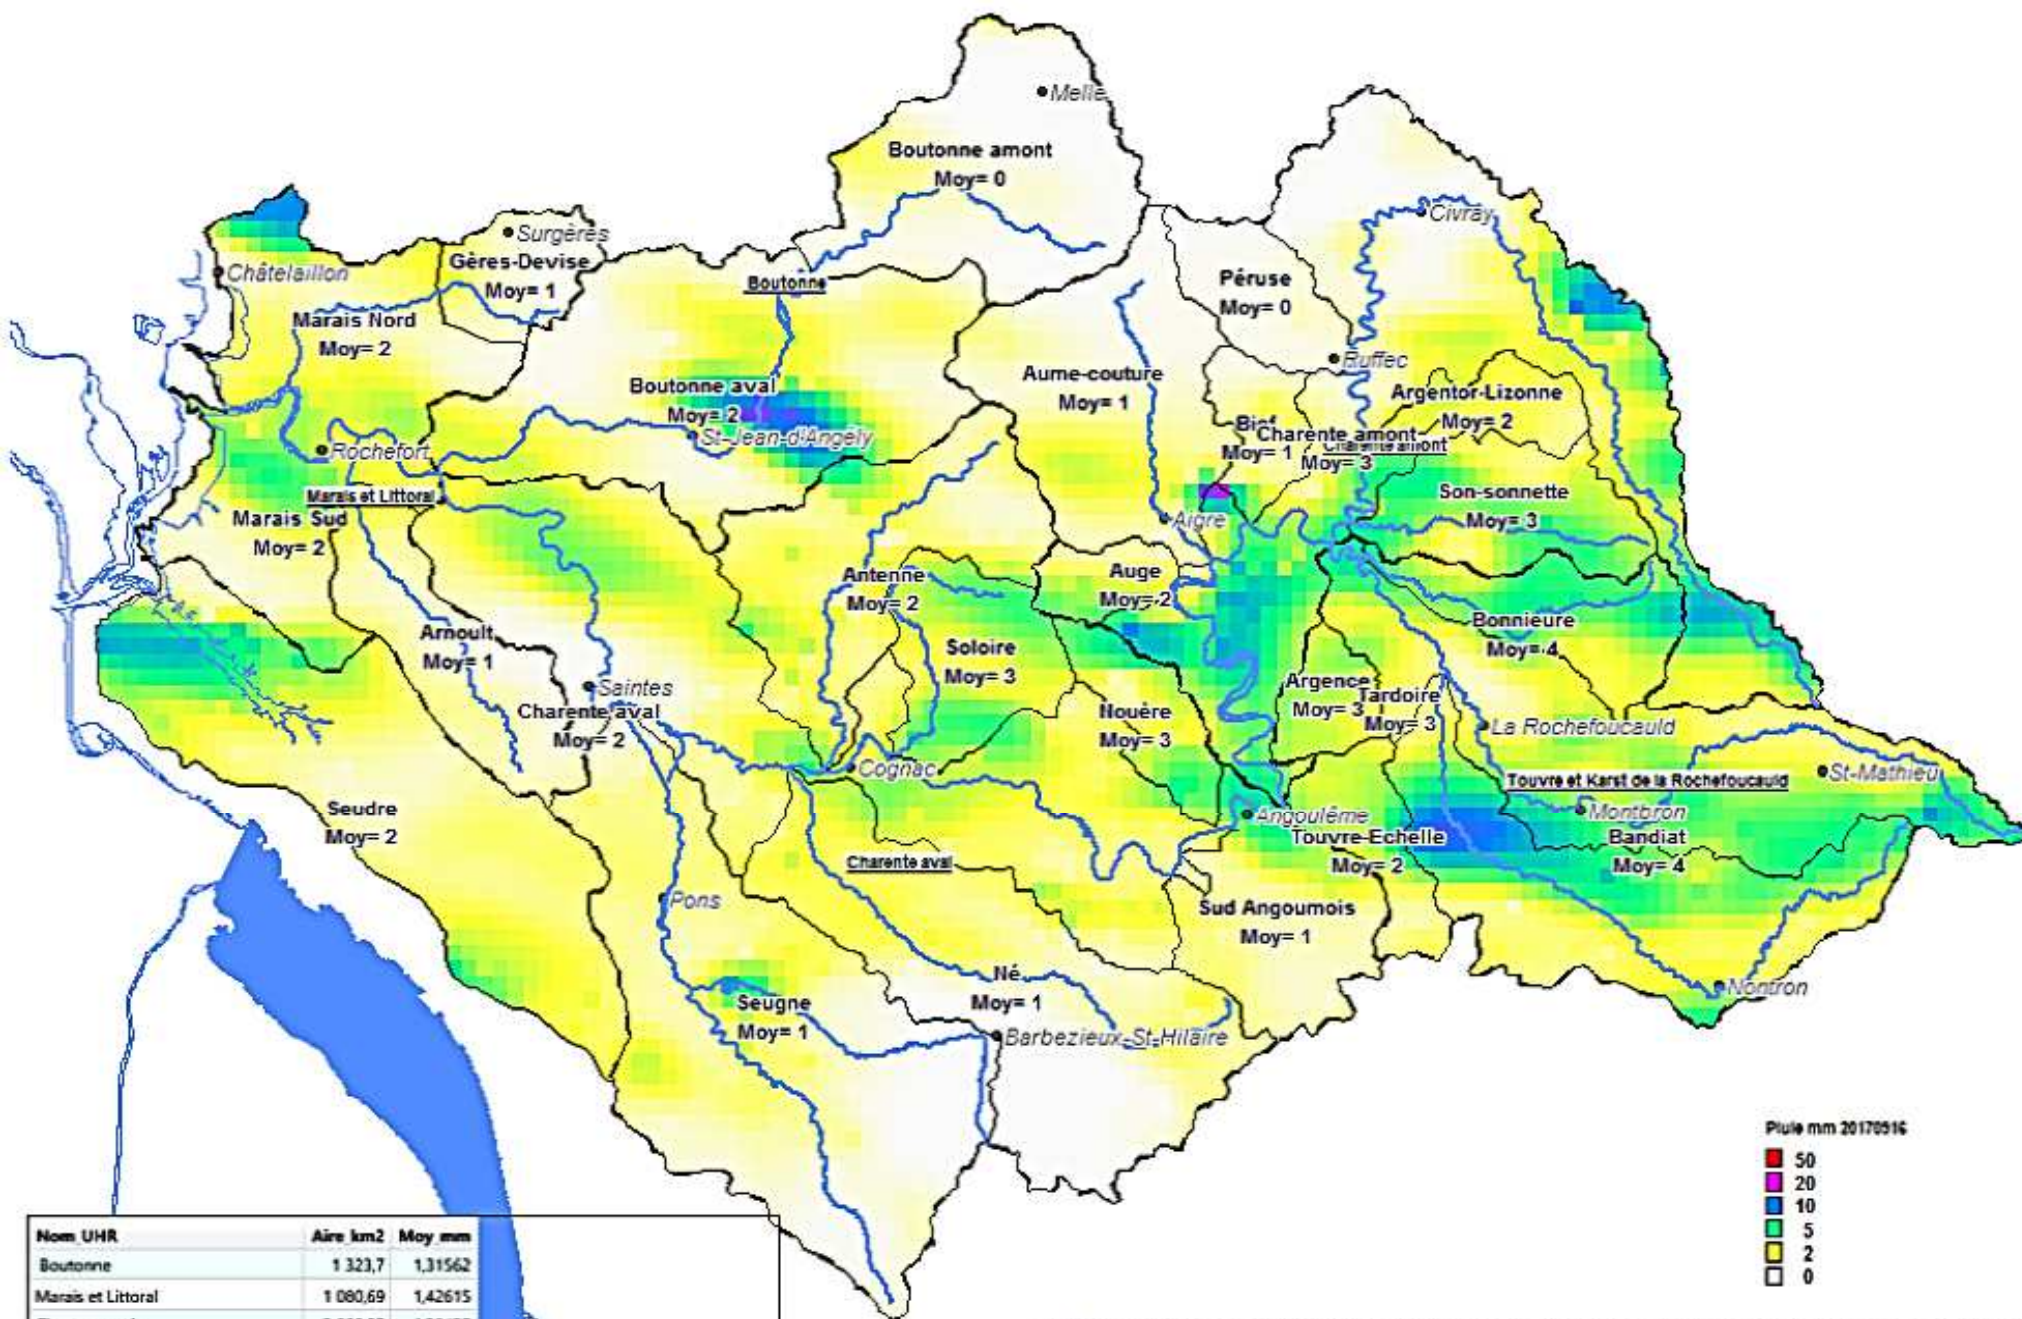 Melle
Boutonne amont
Moy= 0
Civray
Surgères
Gères-Devise
Moy= 1
Châtelaillon
Boutonne
Péruse
Moy= 0
Marais Nord
Moy= 2
Ruffec
Aume-couture
Moy= 1
Boutonne aval
Moy= 2
Argentor-Lizonne
Moy= 2
St-Jean-d'Angély
Bief
Moy= 1
Charente amont
Moy= 3
Charente amont
Rochefort
Marais et Littoral
Son-sonnette
Moy= 3
Marais Sud
Moy= 2
Aigre
Antenne
Moy= 2
Auge
Moy= 2
Arnoult
Moy= 1
Soloire
Moy= 3
Bonnieure
Moy= 4
Saintes
Charente aval
Moy= 2
Nouère
Moy= 3
Argence
Moy= 3
Tardoire
Moy= 3
La Rochefoucauld
Cognac
Touvre et Karst de la Rochefoucauld
St-Mathieu
Seudre
Moy= 2
Angoulême
Montbron
Touvre-Echelle
Moy= 2
Bandiat
Moy= 4
Charente aval
Pons
Sud Angoumois
Moy= 1
Né
Moy= 1
Nontron
Seugne
Moy= 1
Barbezieux-St-Hilaire
Pluie mm 20170916
50
20
10
5
2
0
Nom_UHR Aire_km2 Moy_mm
Boutonne 1 323,7 1,31562
Marais et Littoral 1 080,69 1,42615